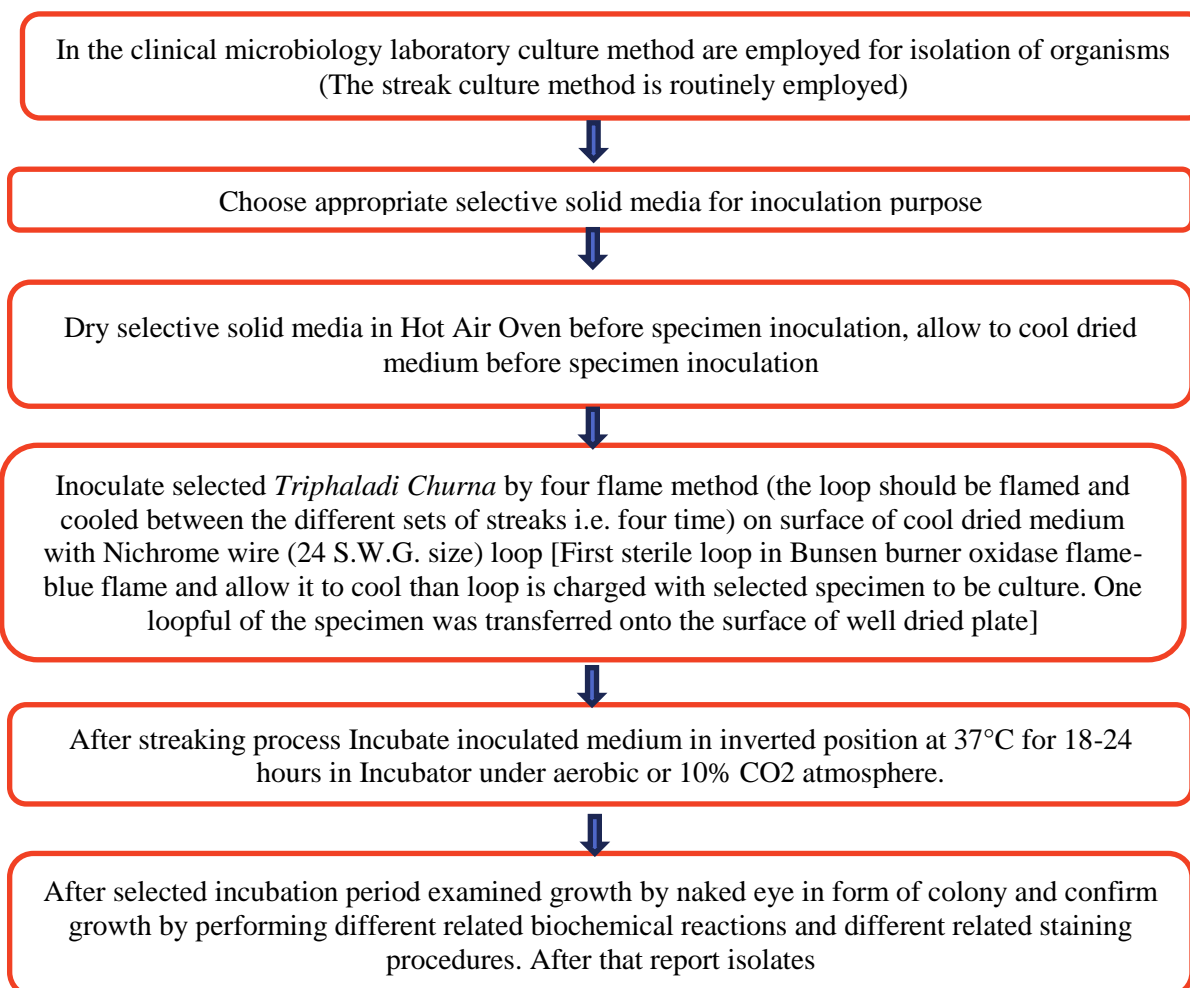 In the clinical microbiology laboratory culture method are employed for isolation of organisms
(The streak culture method is routinely employed)
Choose appropriate selective solid media for inoculation purpose
Dry selective solid media in Hot Air Oven before specimen inoculation, allow to cool dried
medium before specimen inoculation
Inoculate selected Triphaladi Churna by four flame method (the loop should be flamed and
cooled between the different sets of streaks i.e. four time) on surface of cool dried medium
with Nichrome wire (24 S.W.G. size) loop [First sterile loop in Bunsen burner oxidase flame-
blue flame and allow it to cool than loop is charged with selected specimen to be culture. One
loopful of the specimen was transferred onto the surface of well dried plate]
After streaking process Incubate inoculated medium in inverted position at 37°C for 18-24
hours in Incubator under aerobic or 10% CO2 atmosphere.
After selected incubation period examined growth by naked eye in form of colony and confirm
growth by performing different related biochemical reactions and different related staining
procedures. After that report isolates